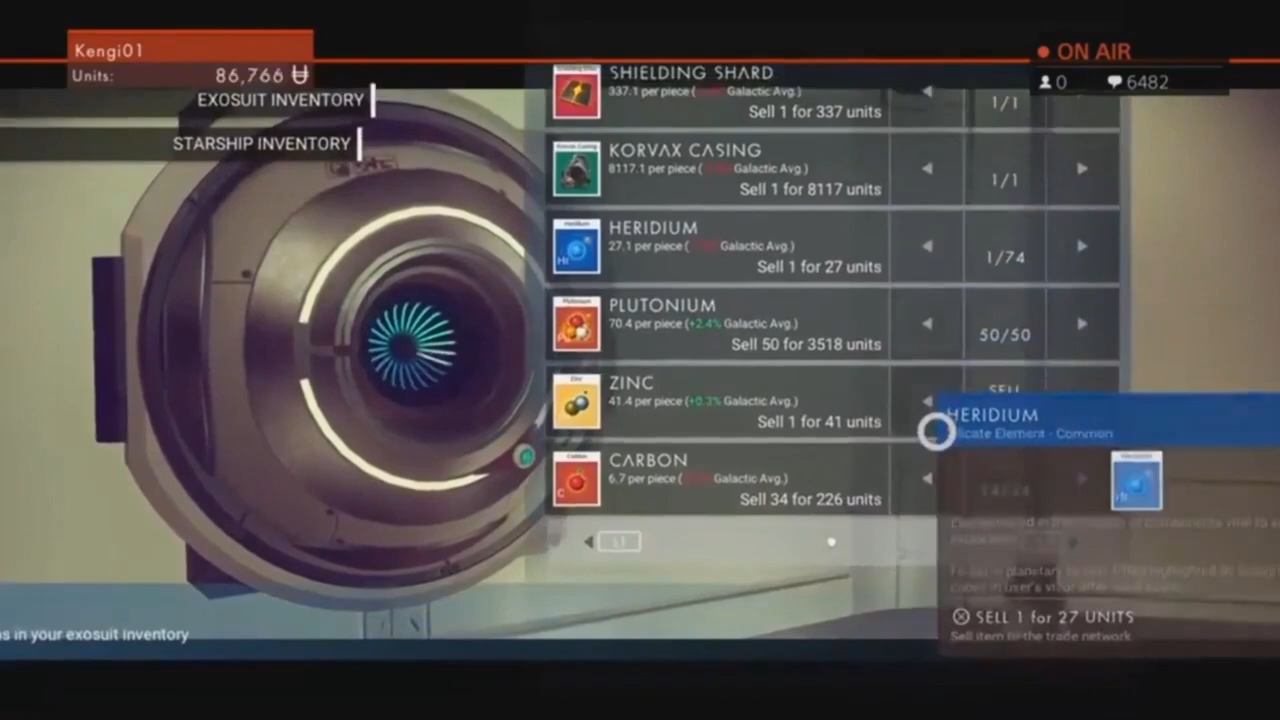 Kengi01
Units: 86,766
EXOSUIT INVENTORY
STARSHIP INVENTORY
ON AIR
0 6482
SHIELDING SHARD
337.1 per piece ( Galactic Avg.)
Sell 1 for 337 units
1/1
KORVAX CASING
8117.1 per piece ( Galactic Avg.)
Sell 1 for 8117 units
1/1
HERIDIUM
27.1 per piece ( Galactic Avg.)
Sell 1 for 27 units
1/74
PLUTONIUM
70.4 per piece (+2.4% Galactic Avg.)
Sell 50 for 3518 units
50/50
ZINC
41.4 per piece (+0.3% Galactic Avg.)
Sell 1 for 41 units
SELL
CARBON
6.7 per piece ( Galactic Avg.)
Sell 34 for 226 units
L1
HERIDIUM
Element - Common
SELL 1 for 27 UNITS
Sell item to the trade network
in your exosuit inventory